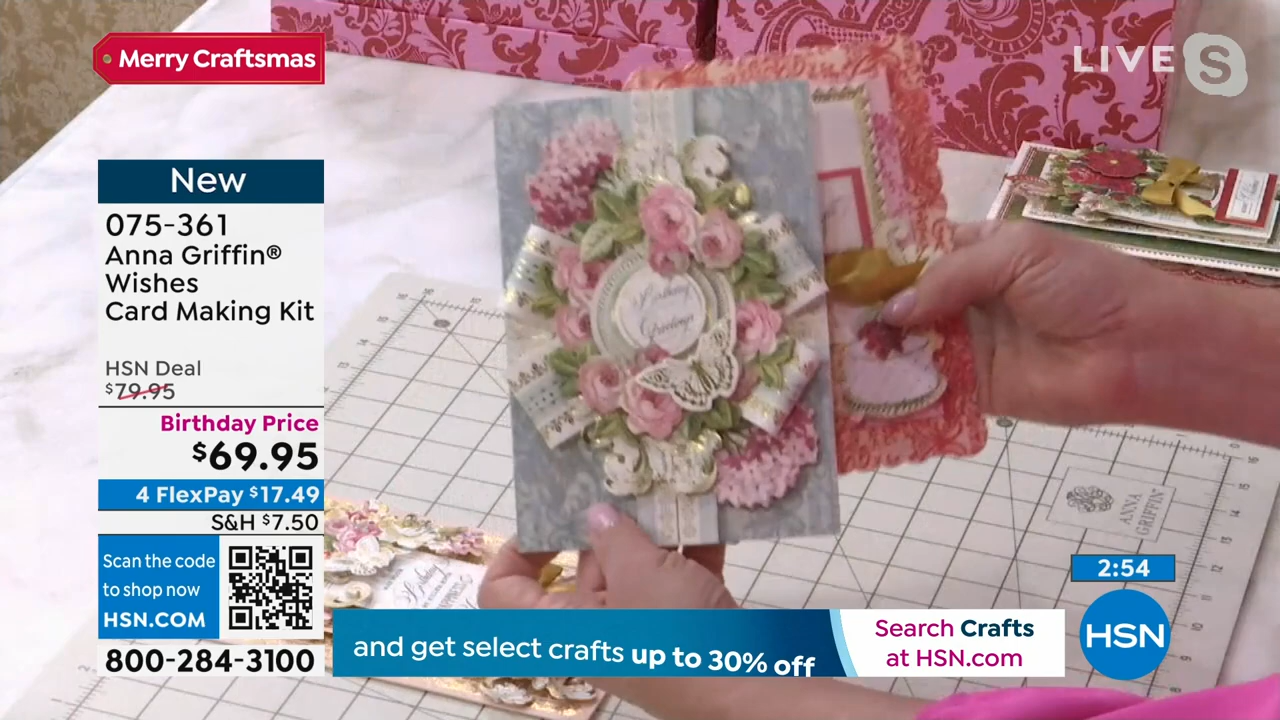 Merry Craftsmas
LIVE S
New
075-361
Anna Griffin®
Wishes
Card Making Kit
HSN Deal
$79.95
Birthday Price
$69.95
4 FlexPay $17.49
S&H $7.50
Scan the code
to shop now
HSN.COM
800-284-3100
Birthday
Greetings
ANNA
GRIFFIN®
2:54
HSN
and get select crafts up to 30% off
Search Crafts
at HSN.com